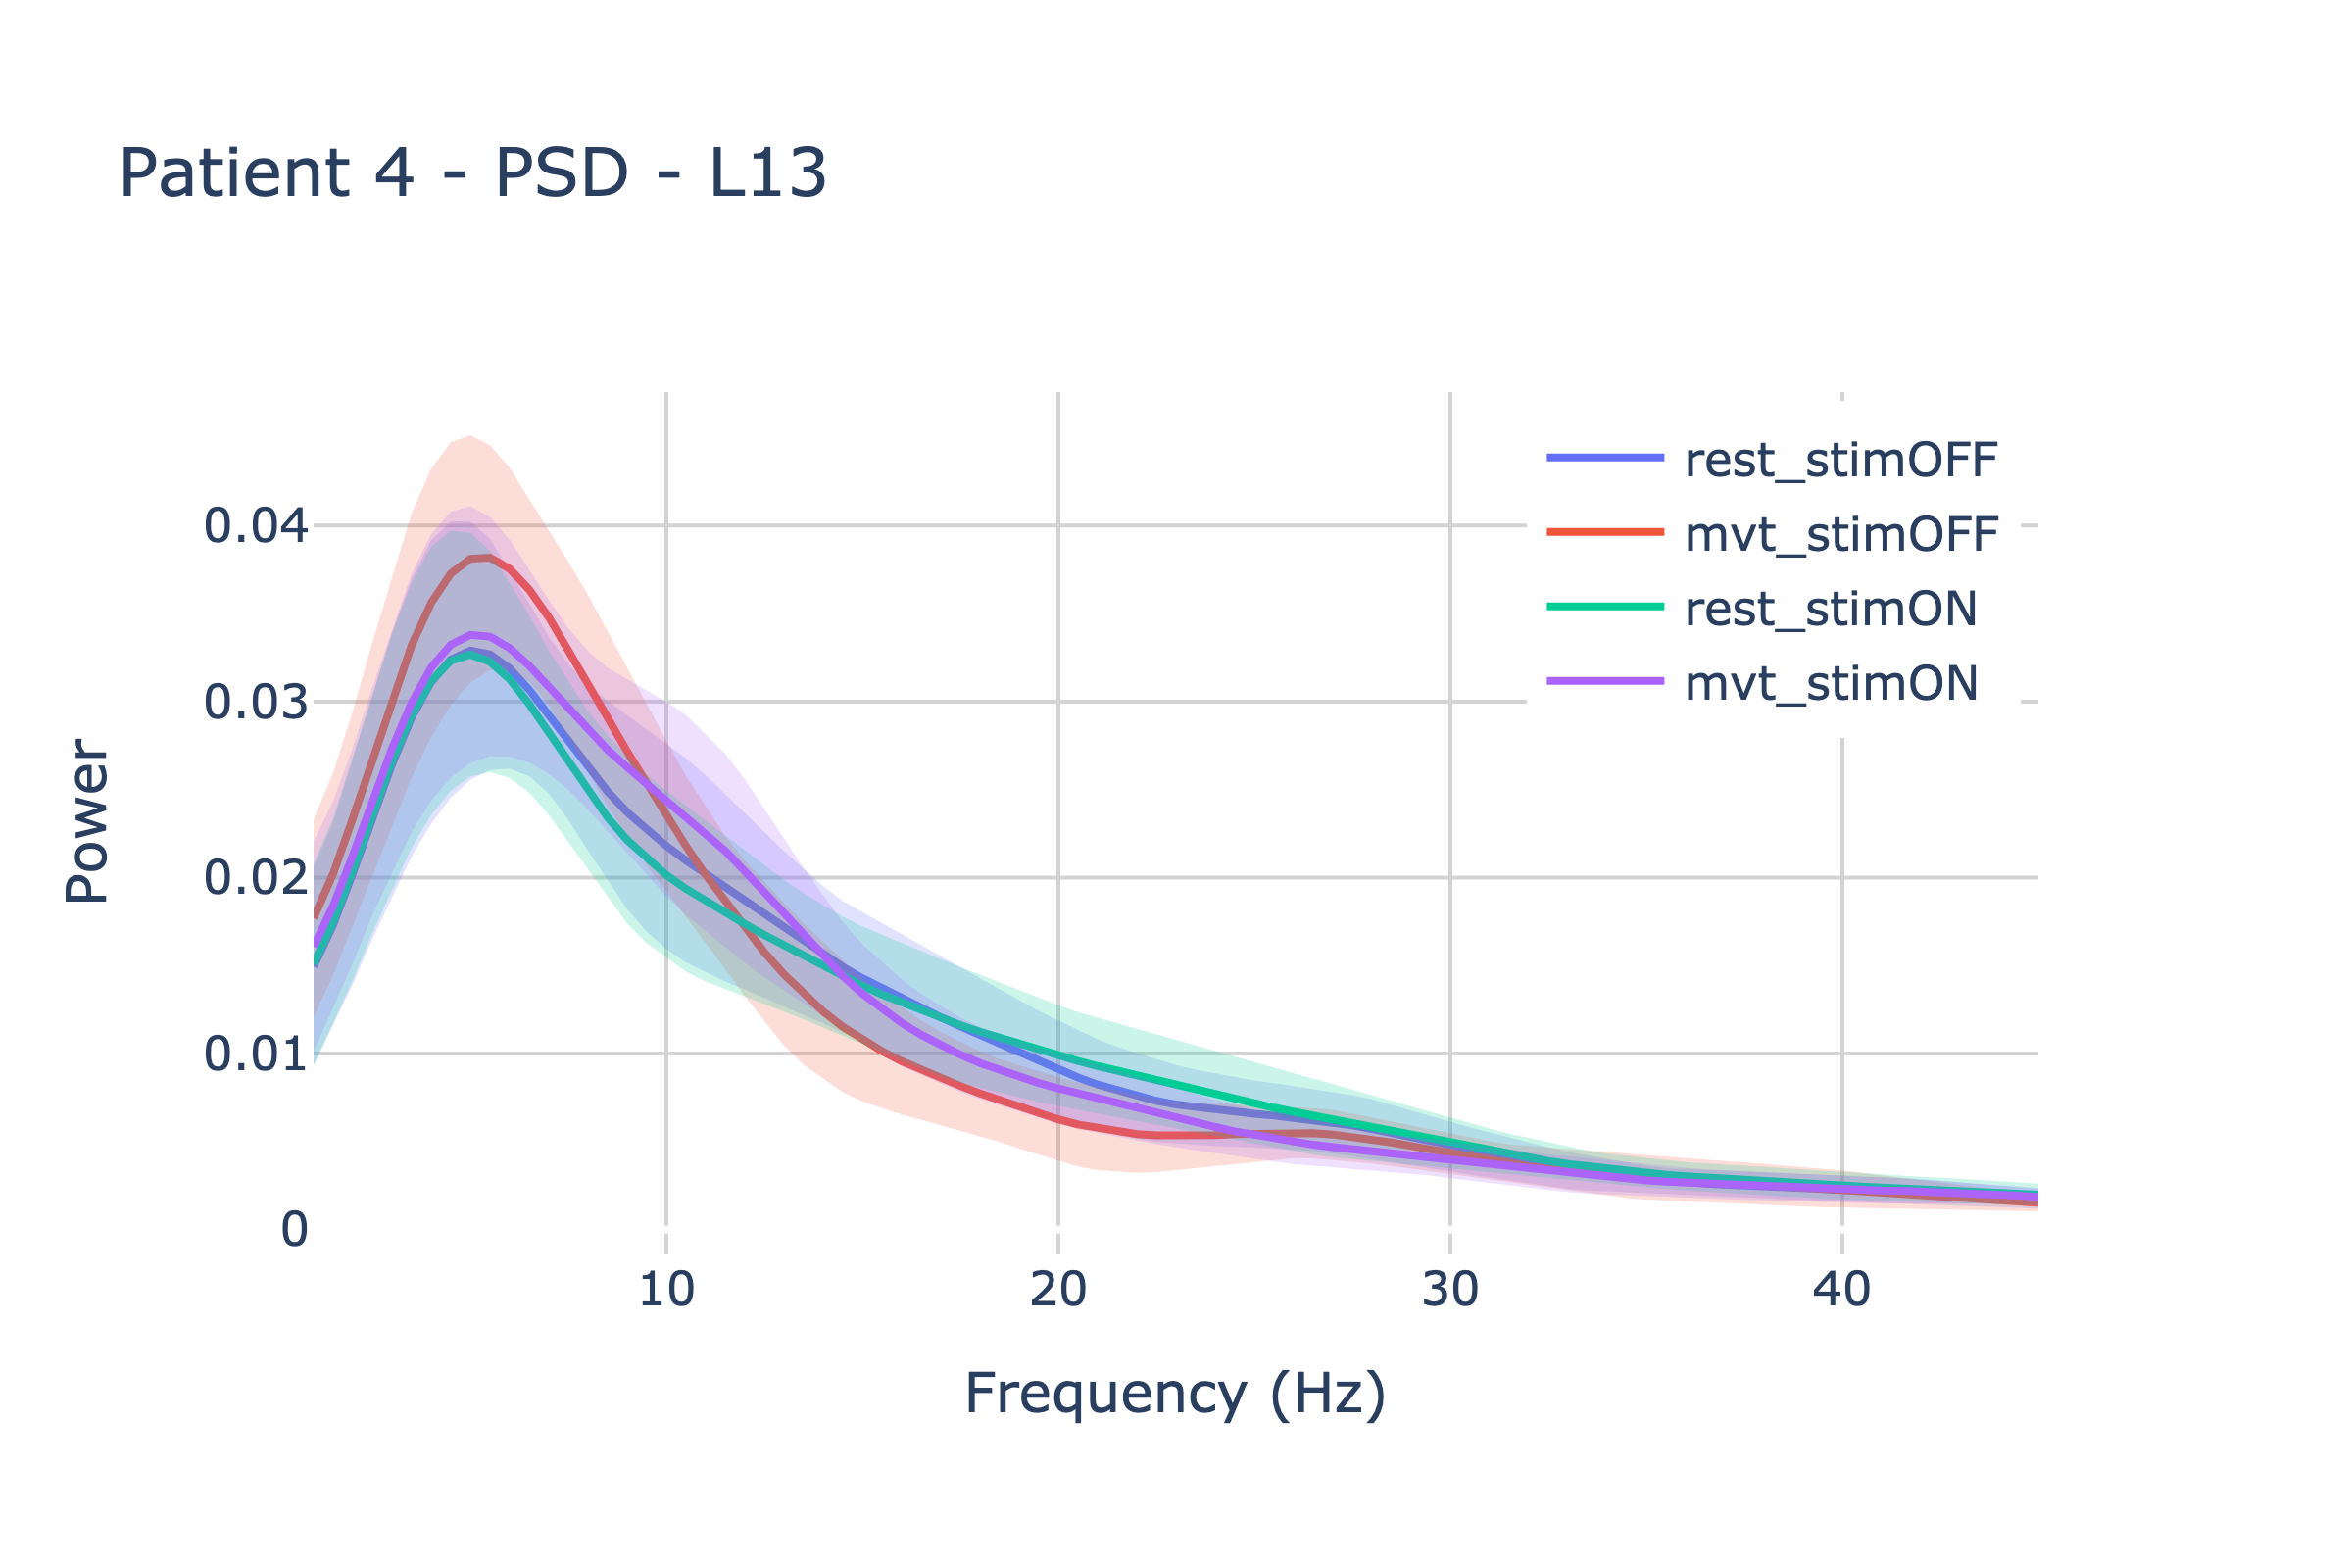 Patient 4 - PSD - L13
rest_stimOFF
mvt_stimOFF
rest_stimON
mvt_stimON
Power
0.04
0.03
0.02
0.01
0
10 20 30 40
Frequency (Hz)